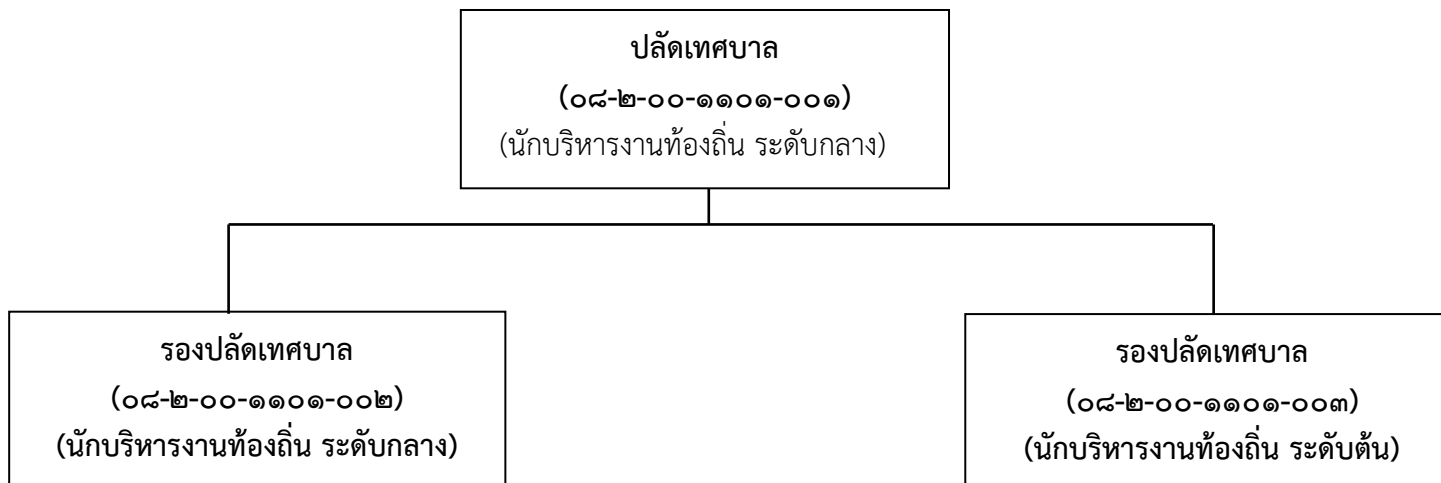 ปลัดเทศบาล
(๐๘-๒-๐๐-๑๑๐๑-๐๐๑)
(นักบริหารงานท้องถิ่น ระดับกลาง)
รองปลัดเทศบาล
(๐๘-๒-๐๐-๑๑๐๑-๐๐๒)
(นักบริหารงานท้องถิ่น ระดับกลาง)
รองปลัดเทศบาล
(๐๘-๒-๐๐-๑๑๐๑-๐๐๓)
(นักบริหารงานท้องถิ่น ระดับต้น)